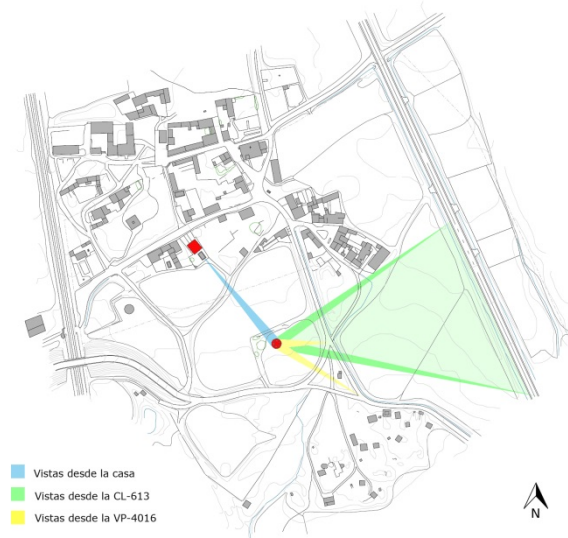 Vistas desde la casa
Vistas desde la CL-613
Vistas desde la VP-4016
N